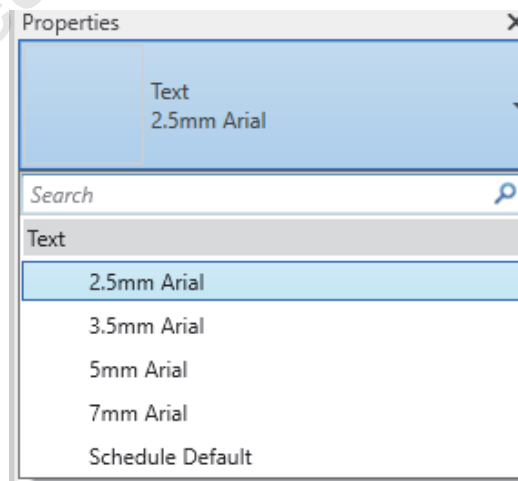 Properties
Text
2.5mm Arial
Search
Text
2.5mm Arial
3.5mm Arial
5mm Arial
7mm Arial
Schedule Default